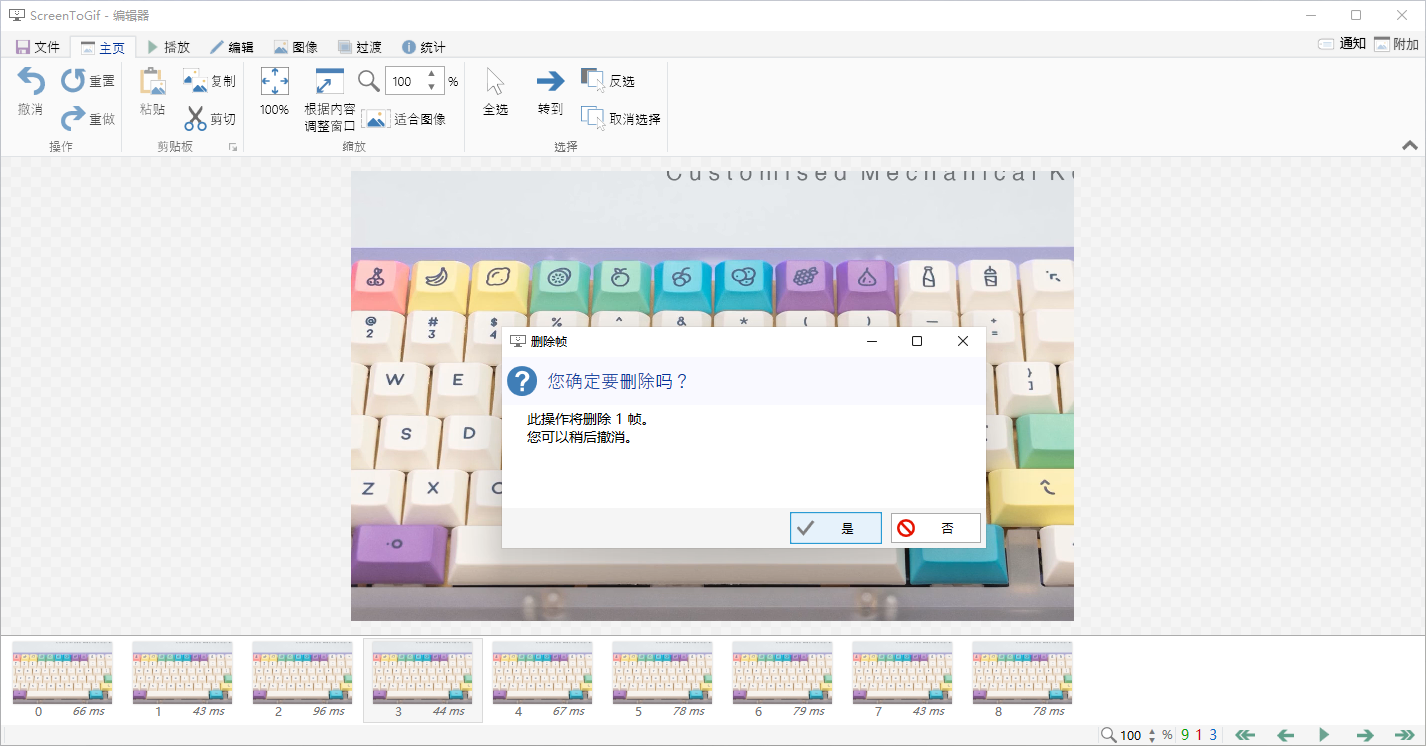 ScreenToGif - 编辑器
文件 主页 播放 编辑 图像 过渡 统计 通知 附加
撤消 重置 重做 操作
粘贴 复制 剪切 剪贴板
100% 根据内容调整窗口 100 % 适合图像 缩放
全选 转到 反选 取消选择 选择
Customised Mechanical K
@ # $ % ^ & * ( ) — +
2 3 4 =
W E } ]
S D
Z X
删除帧
您确定要删除吗？
此操作将删除 1 帧。
您可以稍后撤消。
是 否
0 66 ms 1 43 ms 2 96 ms 3 44 ms 4 67 ms 5 78 ms 6 79 ms 7 43 ms 8 78 ms
100 % 9 1 3